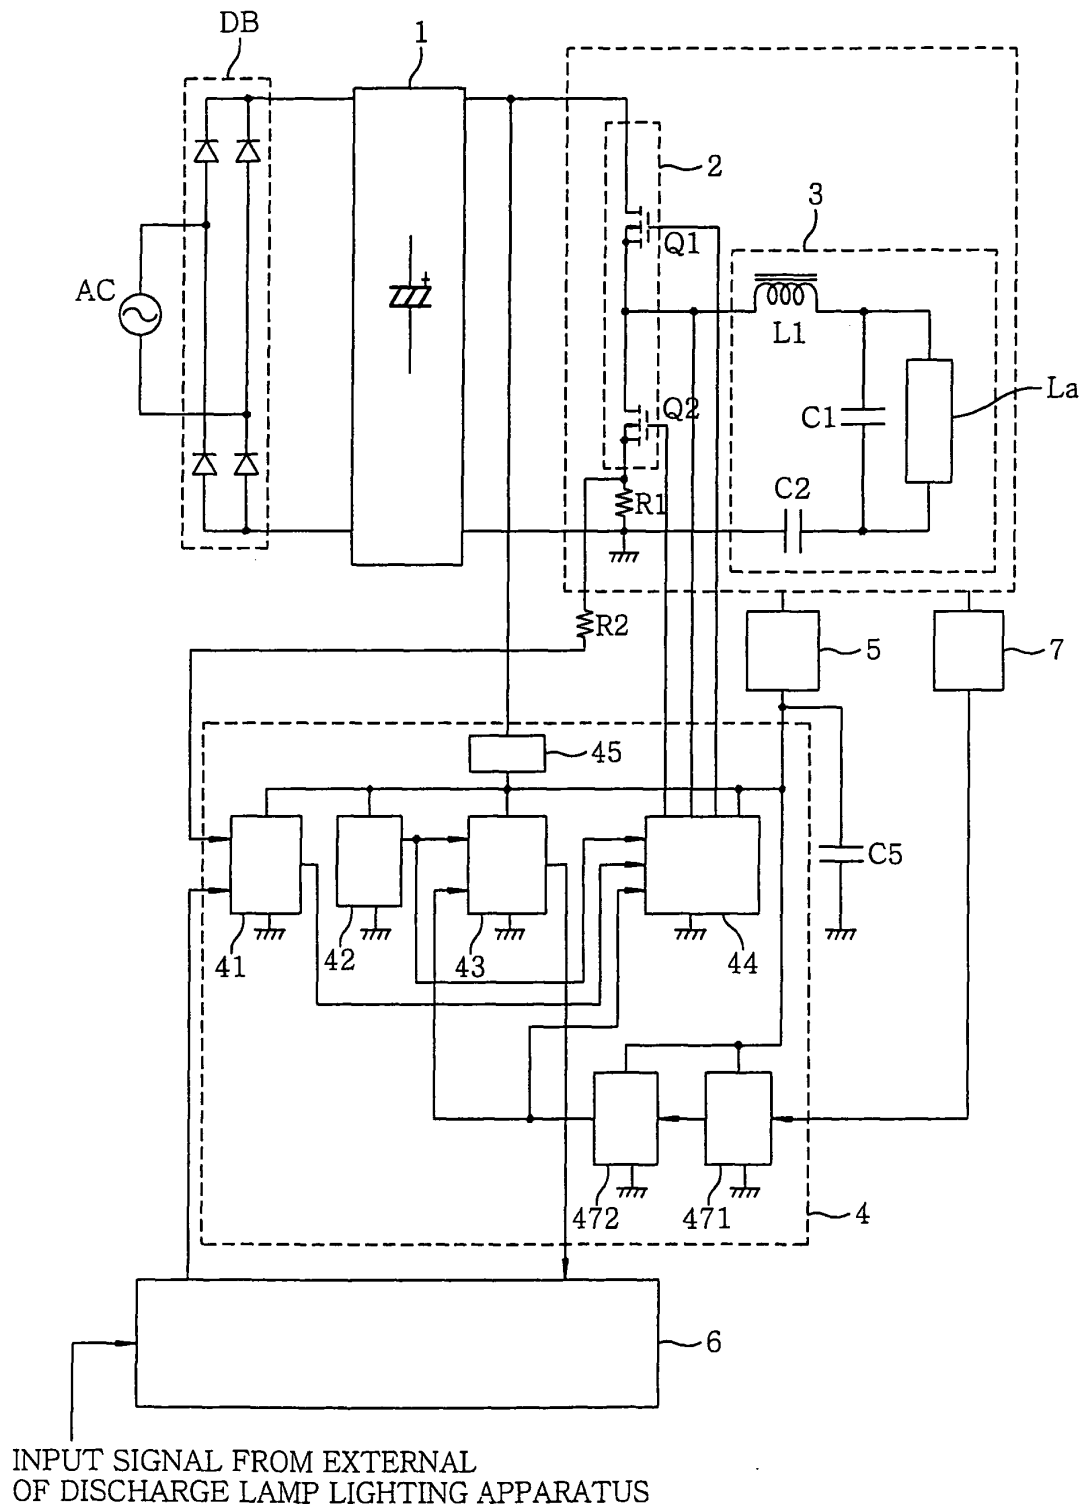 DB
1
2
3
Q1
AC
L1
La
Q2
C1
C2
R1
R2
5
7
45
C5
41
42
43
44
472
471
4
6
INPUT SIGNAL FROM EXTERNAL
OF DISCHARGE LAMP LIGHTING APPARATUS